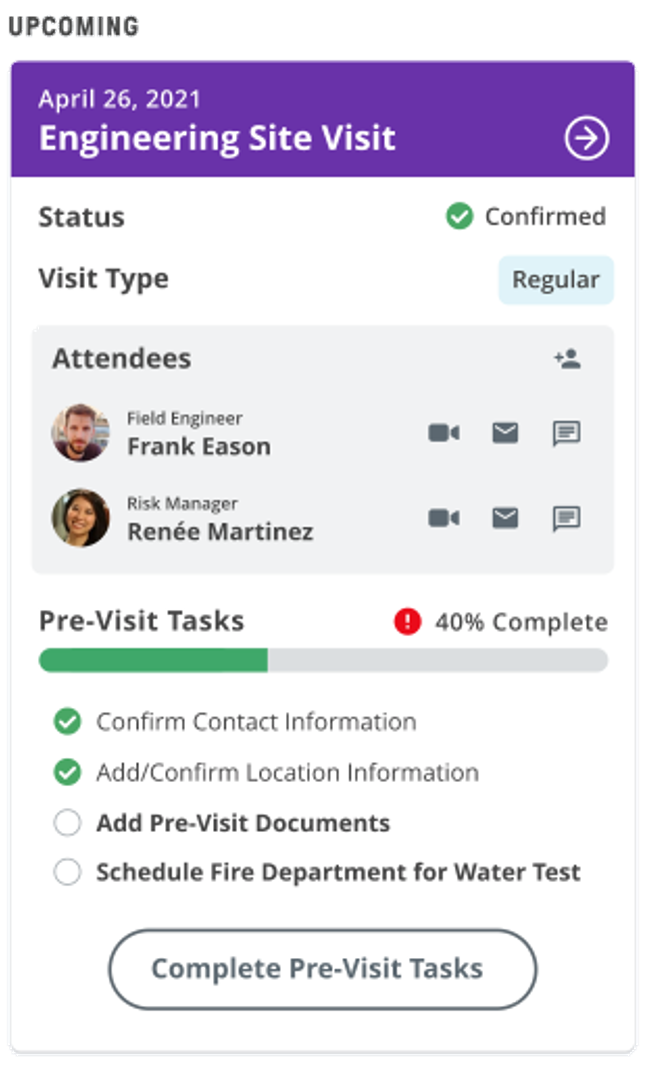 UPCOMING
April 26, 2021
Engineering Site Visit
Status
Confirmed
Visit Type
Regular
Attendees
Field Engineer
Frank Eason
Risk Manager
Renée Martinez
Pre-Visit Tasks
40% Complete
Confirm Contact Information
Add/Confirm Location Information
Add Pre-Visit Documents
Schedule Fire Department for Water Test
Complete Pre-Visit Tasks